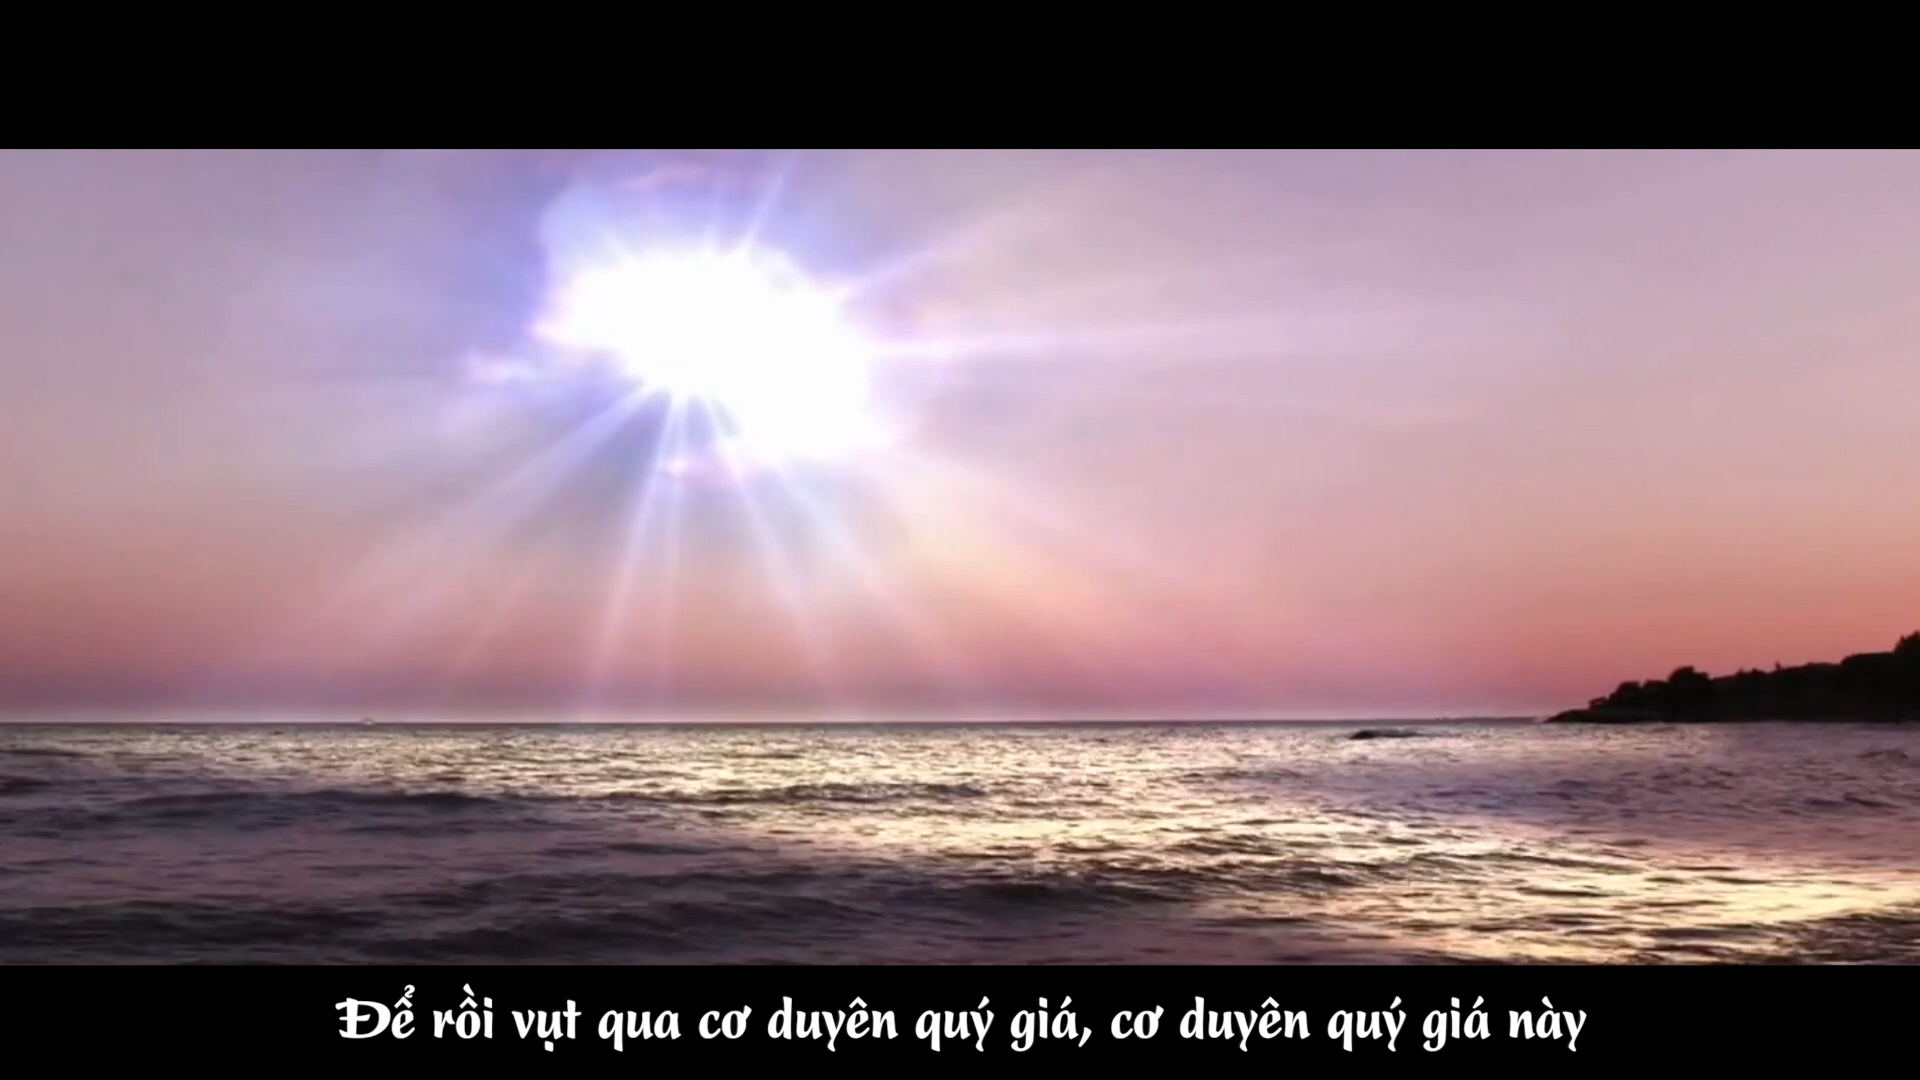 Để rồi vụt qua cơ duyên quý giá, cơ duyên quý giá này